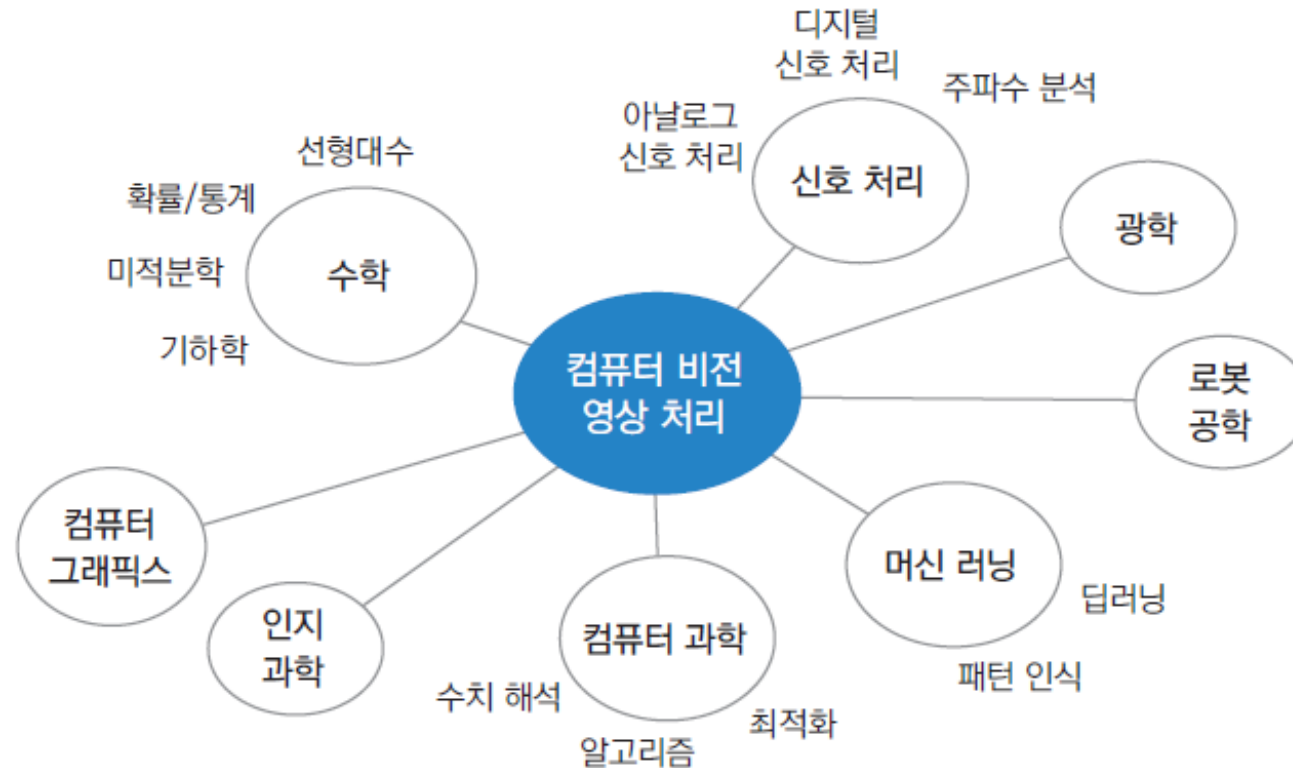 디지털
신호 처리
주파수 분석
아날로그
신호 처리
신호 처리
선형대수
확률/통계
미적분학
기하학
수학
광학
컴퓨터 비전
영상 처리
로봇
공학
컴퓨터
그래픽스
인지
과학
컴퓨터 과학
수치 해석
알고리즘
최적화
머신 러닝
딥러닝
패턴 인식